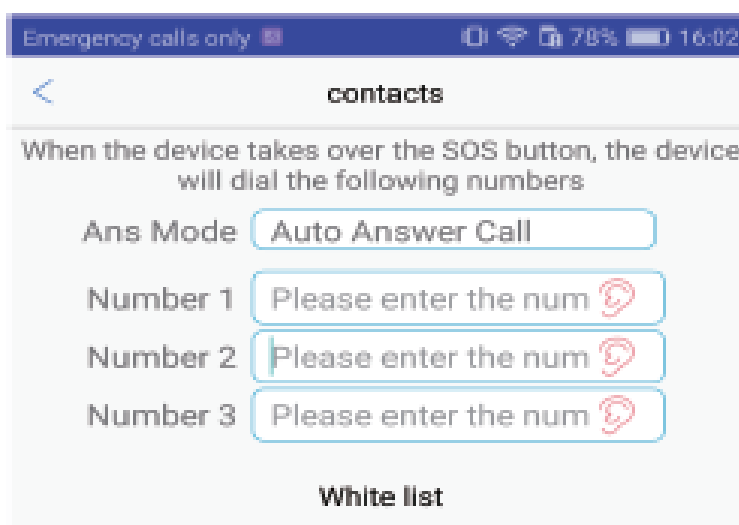 Emergency calls only 78% 16:02
contacts
When the device takes over the SOS button, the device
will dial the following numbers
Ans Mode Auto Answer Call
Number 1 Please enter the num
Number 2 Please enter the num
Number 3 Please enter the num
White list